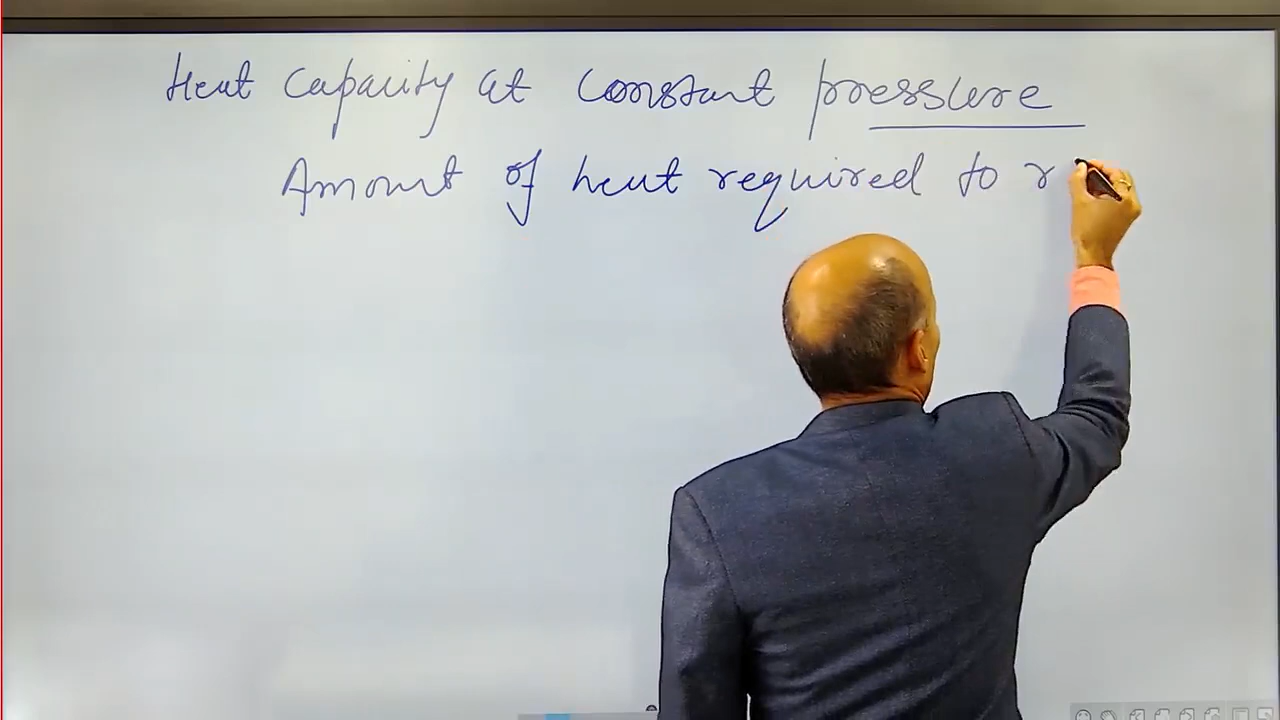 Heat Capacity at Constant pressure
Amount of heat required to r